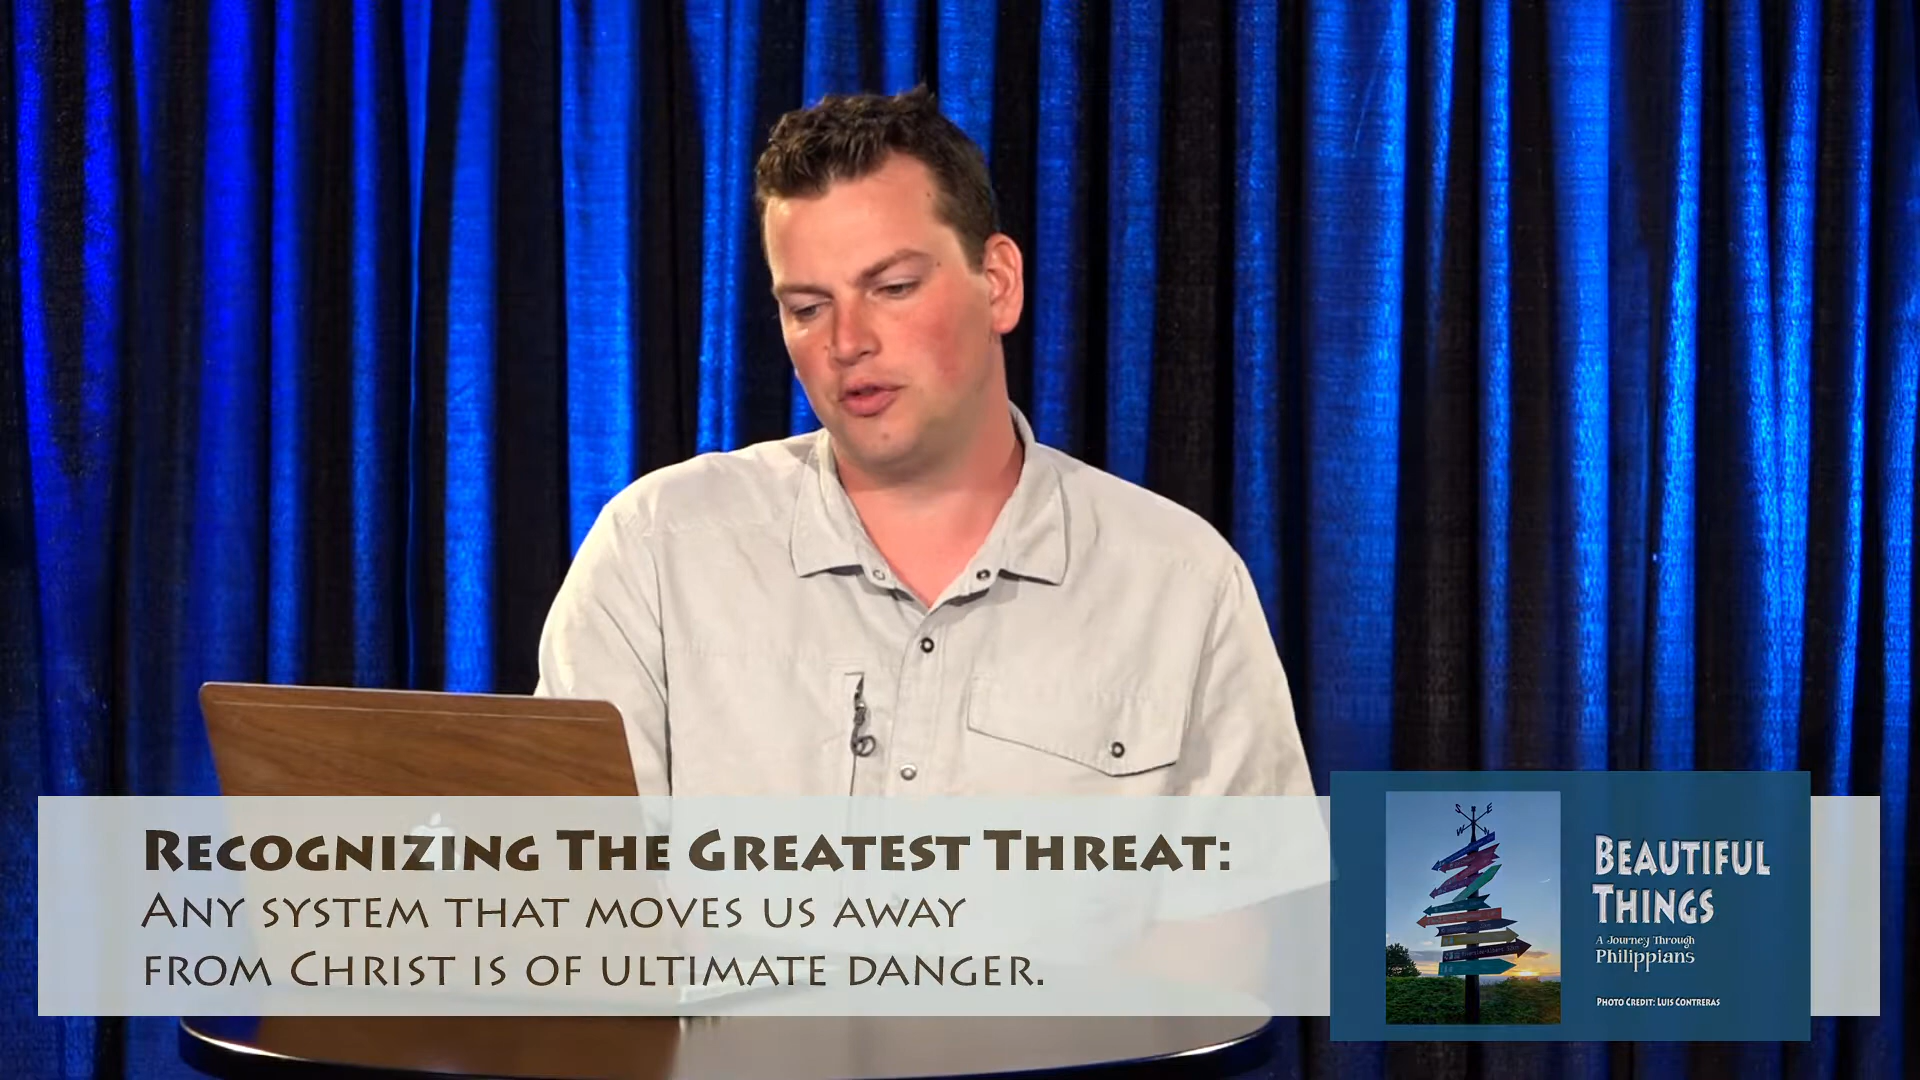 Recognizing The Greatest Threat:
Any system that moves us away
from Christ is of ultimate danger.
S E
W N
Beautiful
Things
A Journey Through
Philippians
Photo Credit: Luis Contreras